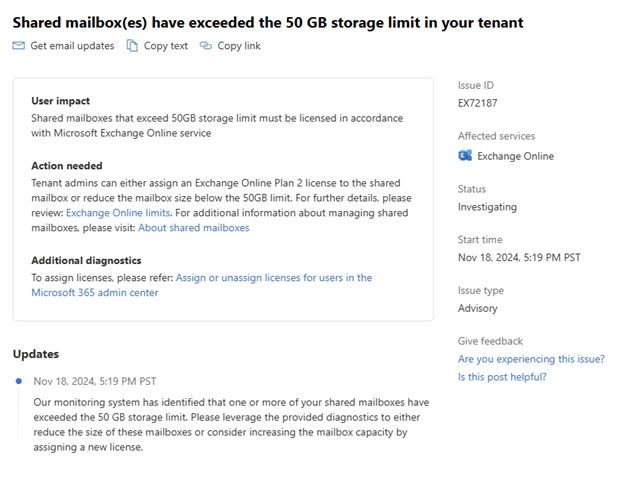 Shared mailbox(es) have exceeded the 50 GB storage limit in your tenant
Get email updates Copy text Copy link
User impact
Shared mailboxes that exceed 50GB storage limit must be licensed in accordance
with Microsoft Exchange Online service
Action needed
Tenant admins can either assign an Exchange Online Plan 2 license to the shared
mailbox or reduce the mailbox size below the 50GB limit. For further details, please
review: Exchange Online limits. For additional information about managing shared
mailboxes, please visit: About shared mailboxes
Additional diagnostics
To assign licenses, please refer: Assign or unassign licenses for users in the
Microsoft 365 admin center
Updates
Nov 18, 2024, 5:19 PM PST
Our monitoring system has identified that one or more of your shared mailboxes have
exceeded the 50 GB storage limit. Please leverage the provided diagnostics to either
reduce the size of these mailboxes or consider increasing the mailbox capacity by
assigning a new license.
Issue ID
EX72187
Affected services
Exchange Online
Status
Investigating
Start time
Nov 18, 2024, 5:19 PM PST
Issue type
Advisory
Give feedback
Are you experiencing this issue?
Is this post helpful?